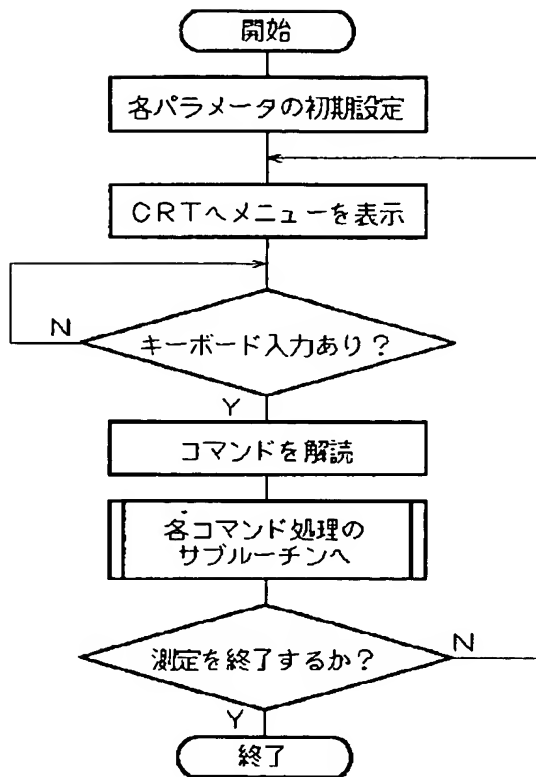 開始
各パラメータの初期設定
CRTへメニューを表示
キーボード入力あり？
N
Y
コマンドを解読
各コマンド処理の
サブルーチンへ
測定を終了するか？
N
Y
終了